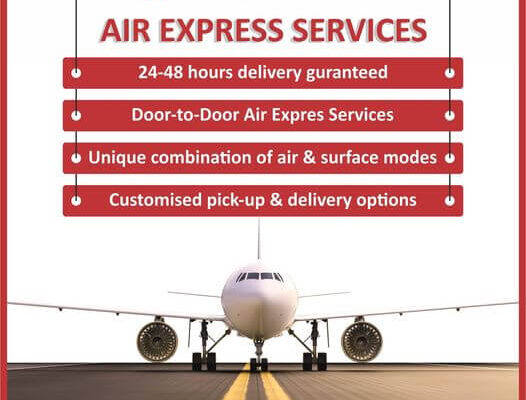 AIR EXPRESS SERVICES
24-48 hours delivery guranteed
Door-to-Door Air Expres Services
Unique combination of air & surface modes
Customised pick-up & delivery options